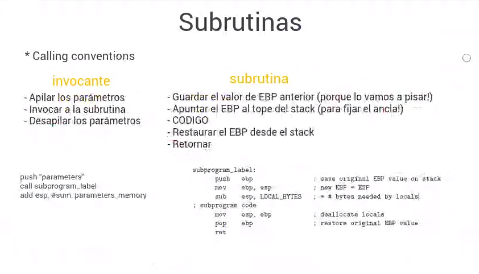 Subrutinas
* Calling conventions
invocante
- Apilar los parámetros
- Invocar a la subrutina
- Desapilar los parámetros
subrutina
- Guardar el valor de EBP anterior (porque lo vamos a pisar!)
- Apuntar el EBP al tope del stack (para fijar el ancla!)
- CODIGO
- Restaurar el EBP desde el stack
- Retornar
push "parameters"
call subprogram_label
add esp, #sum_parameters_memory
subprogram_label:
push ebp ; save original EBP value on stack
mov ebp, esp ; new EBP = ESP
sub esp, LOCAL_BYTES ; = # bytes needed by locals
; subprogram code
mov esp, ebp ; deallocate locals
pop ebp ; restore original EBP value
ret